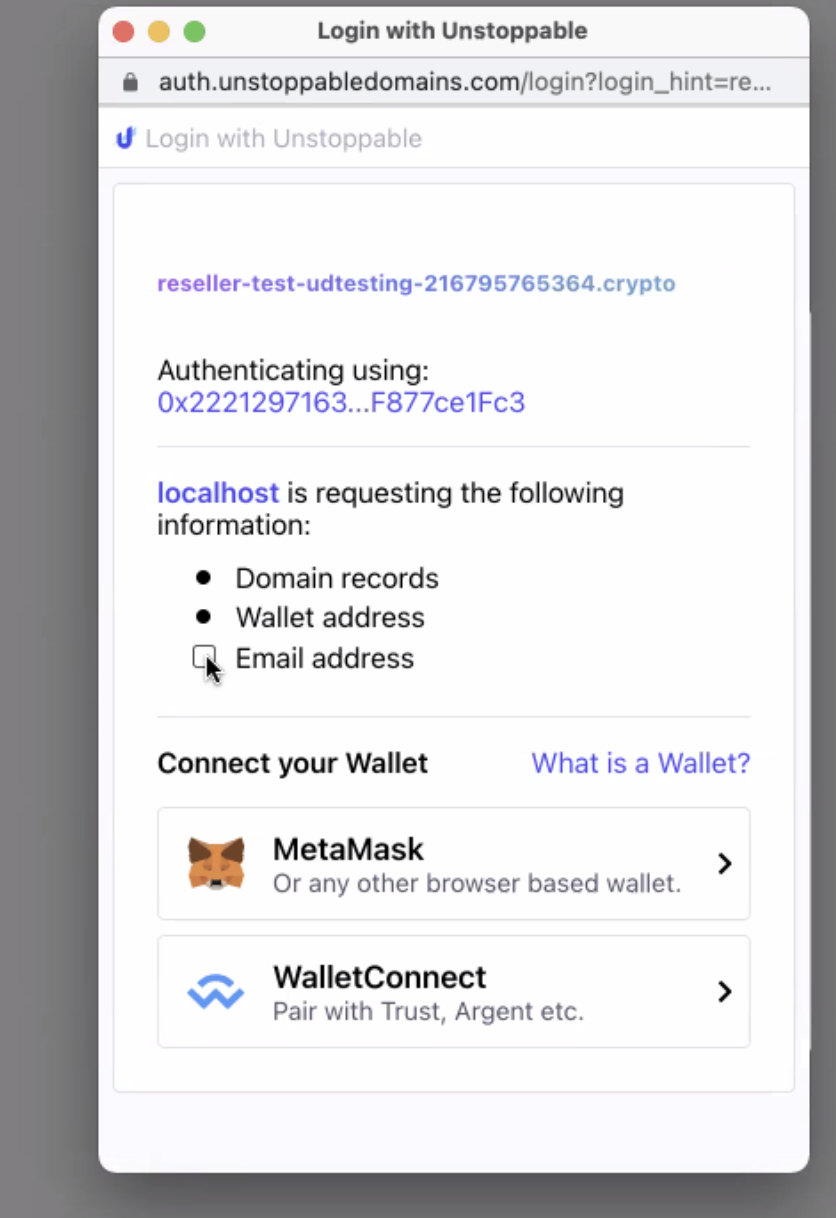 Login with Unstoppable
auth.unstoppabledomains.com/login?login_hint=re...
Login with Unstoppable
reseller-test-udtesting-216795765364.crypto
Authenticating using:
0x2221297163...F877ce1Fc3
localhost is requesting the following
information:
Domain records
Wallet address
Email address
Connect your Wallet What is a Wallet?
MetaMask
Or any other browser based wallet.
WalletConnect
Pair with Trust, Argent etc.